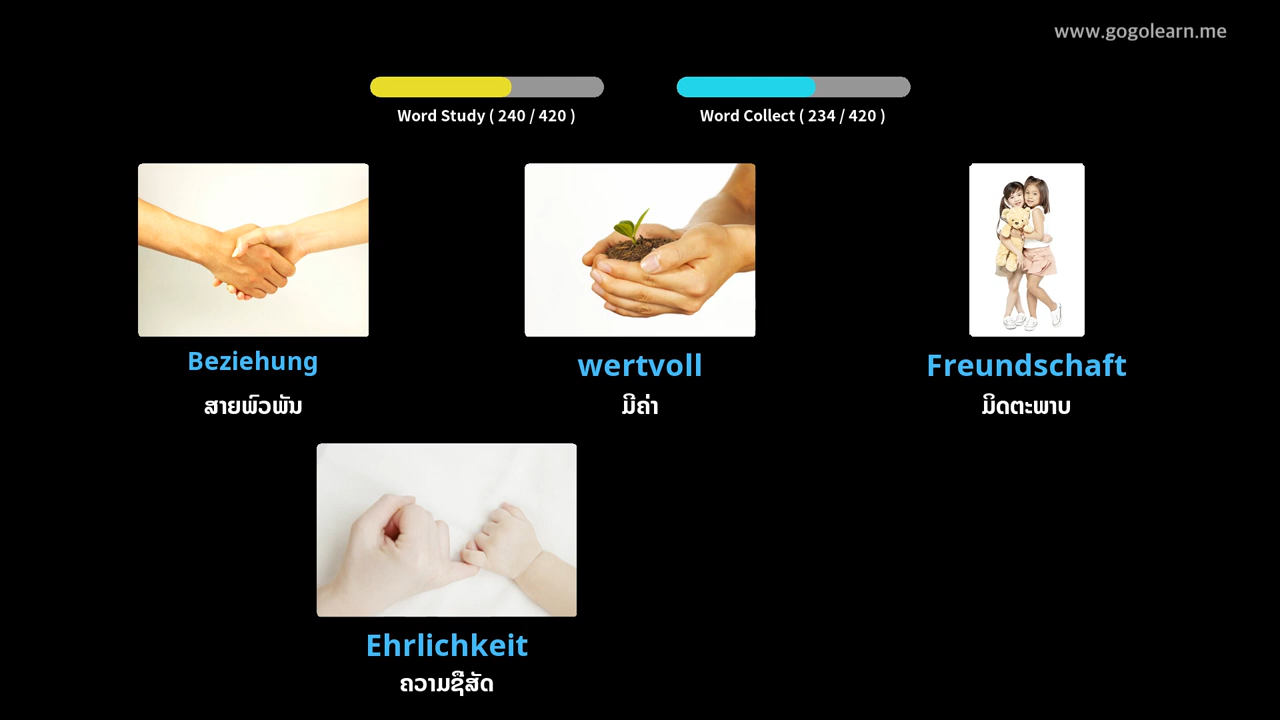 www.gogolearn.me
Word Study ( 240 / 420 )
Word Collect ( 234 / 420 )
Beziehung
ສາຍພົວພັນ
wertvoll
ມີຄ່າ
Freundschaft
ມິດຕະພາບ
Ehrlichkeit
ຄວາມຊື່ສັດ